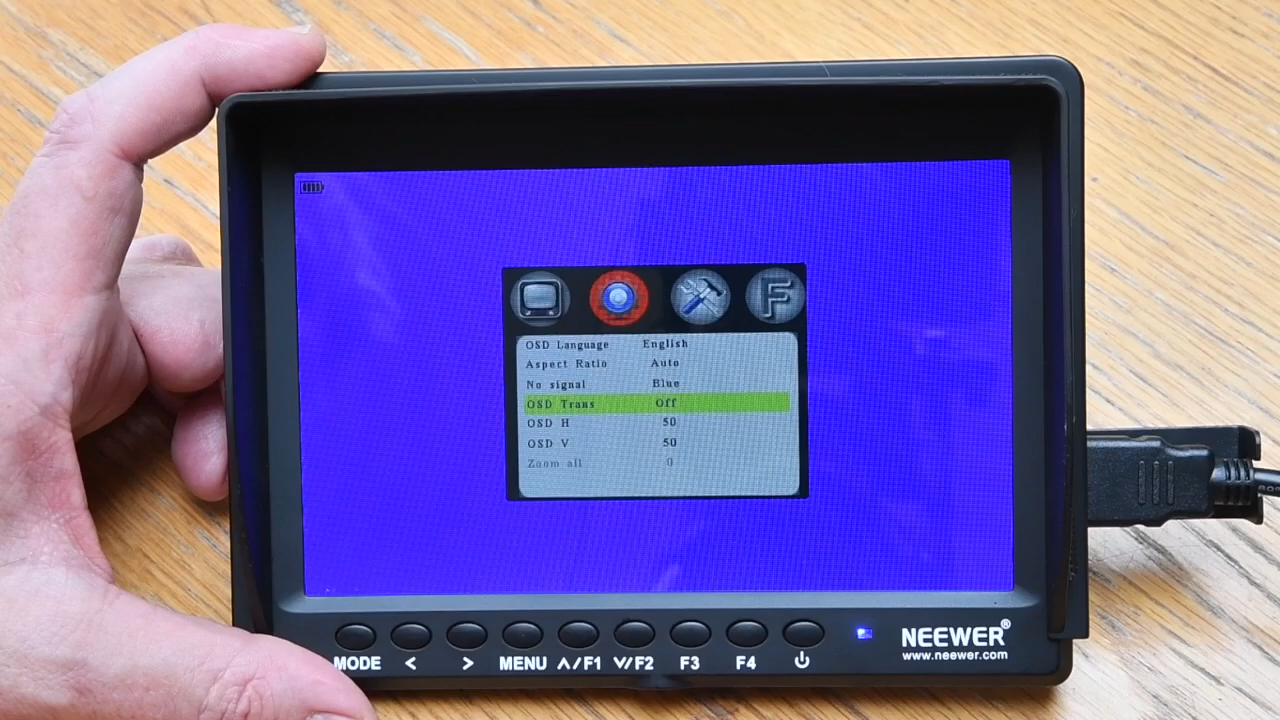 OSD Language English
Aspect Ratio Auto
No signal Blue
OSD Trans Off
OSD H 50
OSD V 50
Zoom all 0
MODE < > MENU ∧/F1 ∨/F2 F3 F4
NEEWER®
www.neewer.com